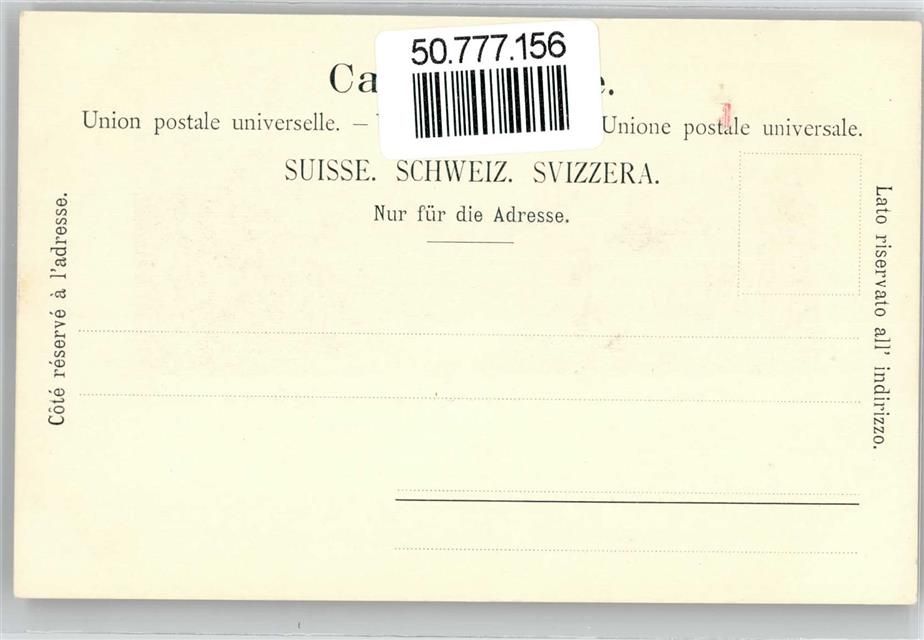 50.777.156
Union postale universelle. — Unione postale universale.
SUISSE. SCHWEIZ. SVIZZERA.
Nur für die Adresse.
Côté réservé à l'adresse.
Lato riservato all' indirizzo.